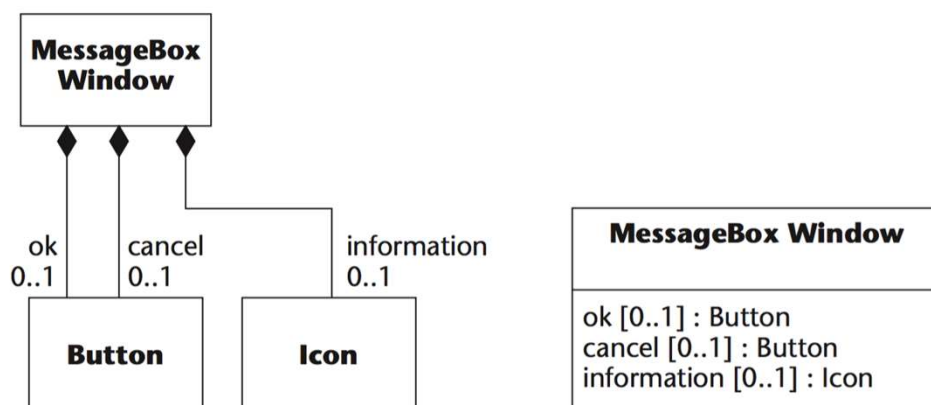 MessageBox
Window
ok
0..1
cancel
0..1
information
0..1
Button
Icon
MessageBox Window
ok [0..1] : Button
cancel [0..1] : Button
information [0..1] : Icon